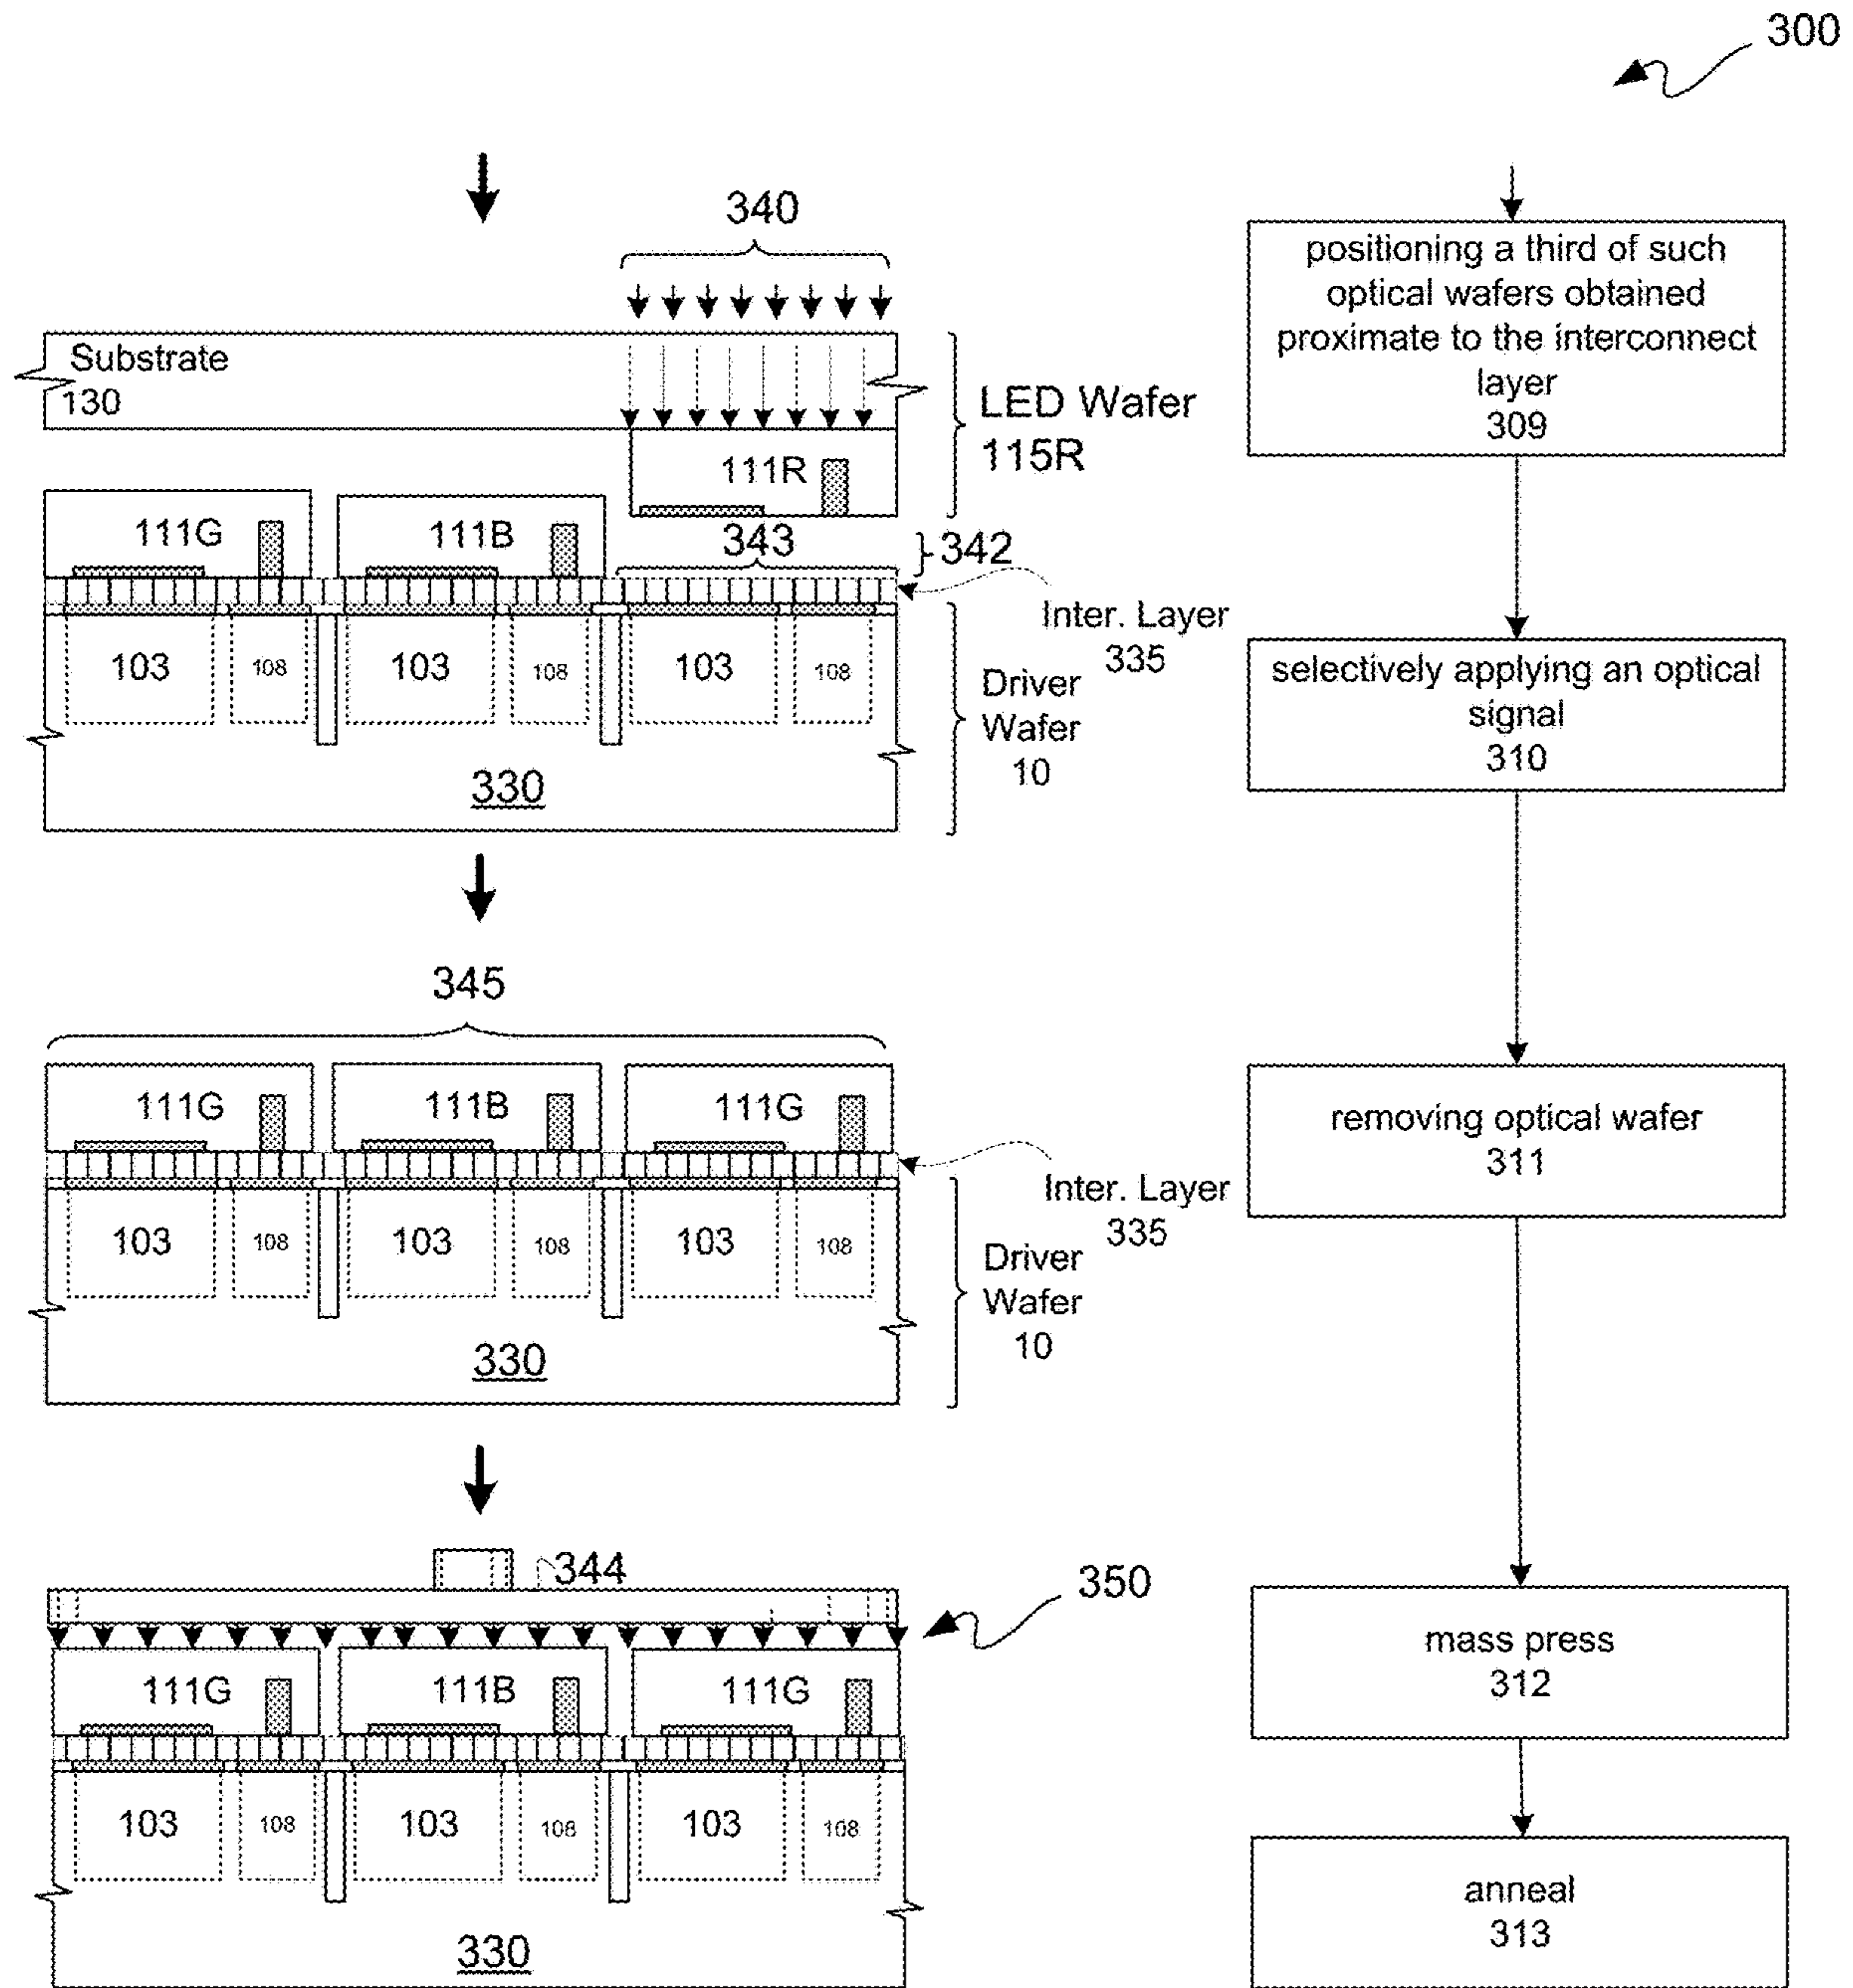 300
340
Substrate
130
LED Wafer
115R
111R
111G
111B
343
342
Inter. Layer
335
103
108
103
108
103
108
Driver
Wafer
10
330
345
111G
111B
111G
Inter. Layer
335
103
108
103
108
103
108
Driver
Wafer
10
330
344
350
111G
111B
111G
103
108
103
108
103
108
330
positioning a third of such
optical wafers obtained
proximate to the interconnect
layer
309
selectively applying an optical
signal
310
removing optical wafer
311
mass press
312
anneal
313